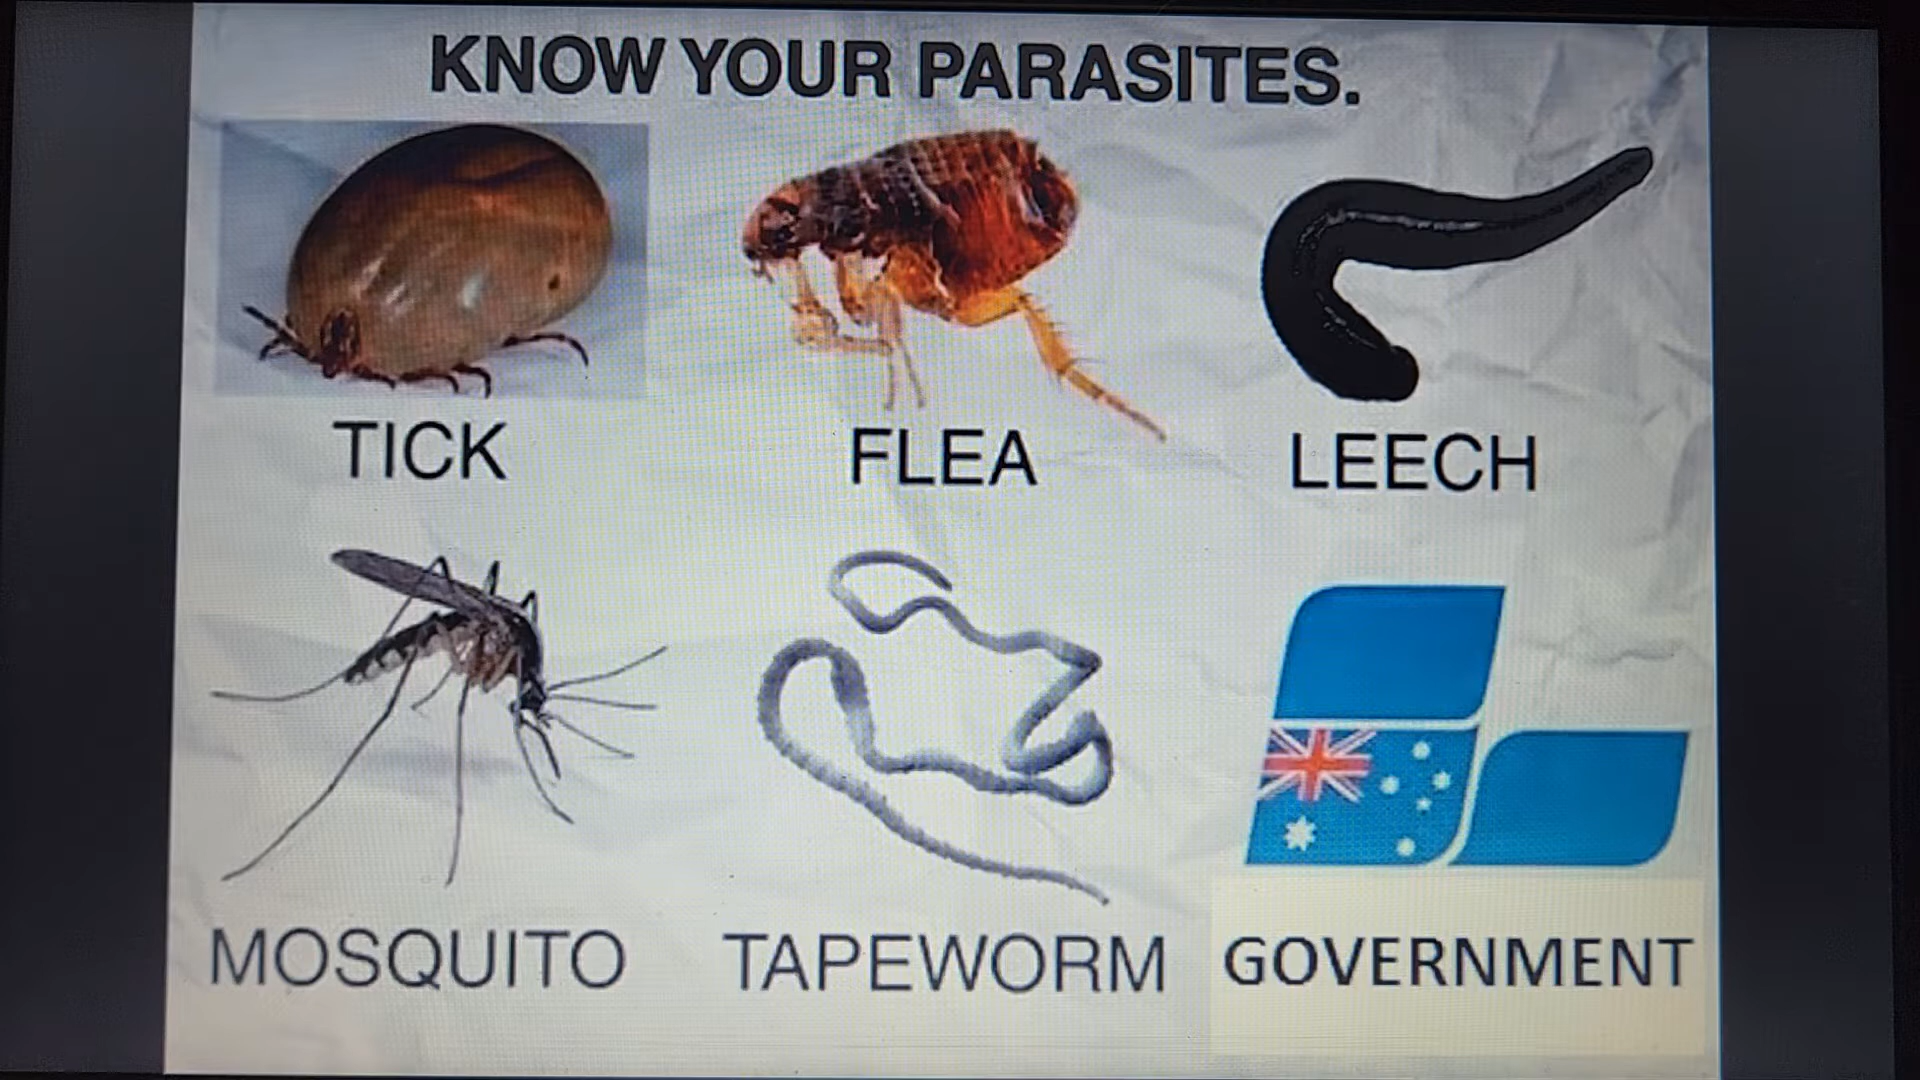 KNOW YOUR PARASITES.
TICK
FLEA
LEECH
MOSQUITO
TAPEWORM
GOVERNMENT